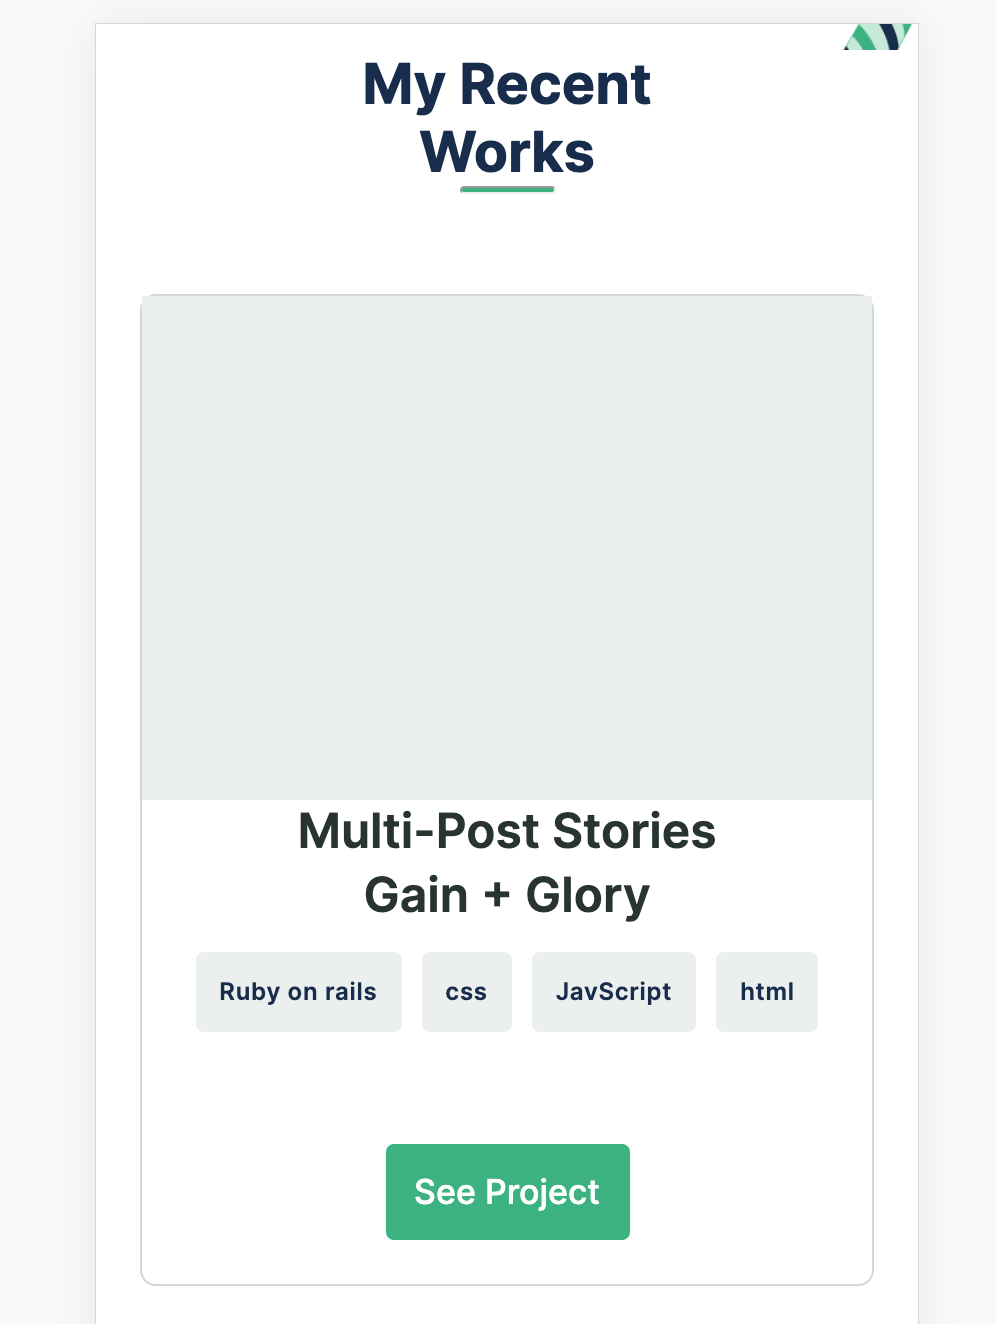 My Recent
Works
Multi-Post Stories
Gain + Glory
Ruby on rails css JavScript html
See Project